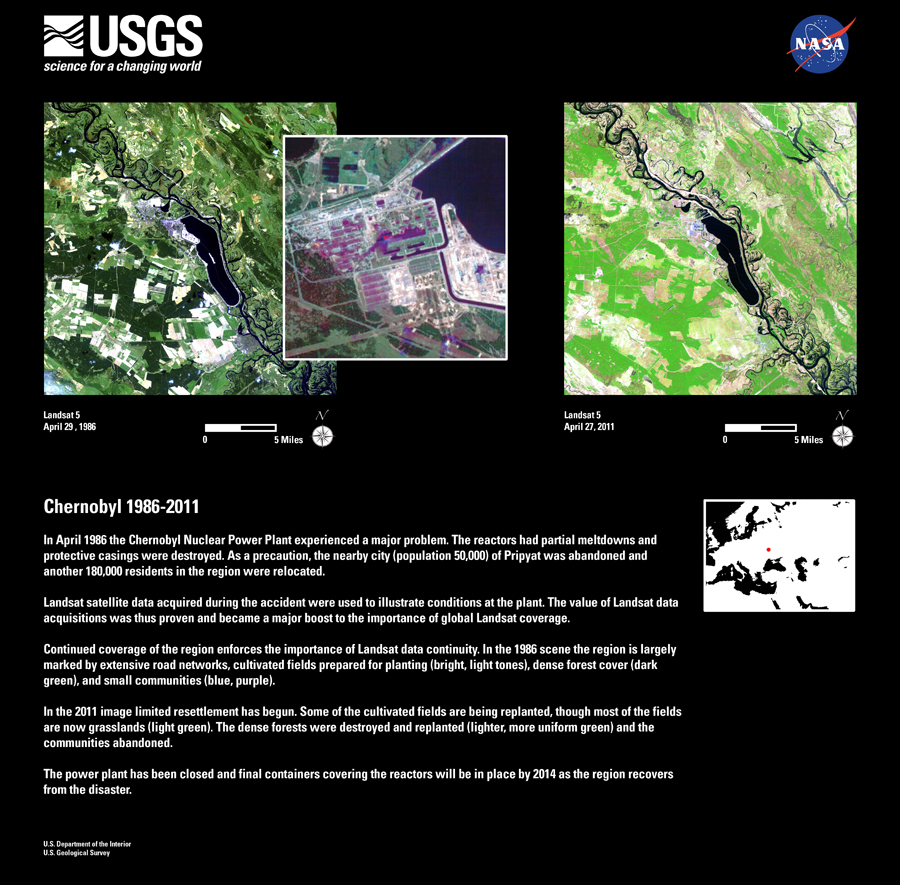 USGS
science for a changing world
NASA
Landsat 5
April 29 , 1986
N
0 5 Miles
Landsat 5
April 27, 2011
N
0 5 Miles
Chernobyl 1986-2011
In April 1986 the Chernobyl Nuclear Power Plant experienced a major problem. The reactors had partial meltdowns and
protective casings were destroyed. As a precaution, the nearby city (population 50,000) of Pripyat was abandoned and
another 180,000 residents in the region were relocated.
Landsat satellite data acquired during the accident were used to illustrate conditions at the plant. The value of Landsat data
acquisitions was thus proven and became a major boost to the importance of global Landsat coverage.
Continued coverage of the region enforces the importance of Landsat data continuity. In the 1986 scene the region is largely
marked by extensive road networks, cultivated fields prepared for planting (bright, light tones), dense forest cover (dark
green), and small communities (blue, purple).
In the 2011 image limited resettlement has begun. Some of the cultivated fields are being replanted, though most of the fields
are now grasslands (light green). The dense forests were destroyed and replanted (lighter, more uniform green) and the
communities abandoned.
The power plant has been closed and final containers covering the reactors will be in place by 2014 as the region recovers
from the disaster.
U.S. Department of the Interior
U.S. Geological Survey